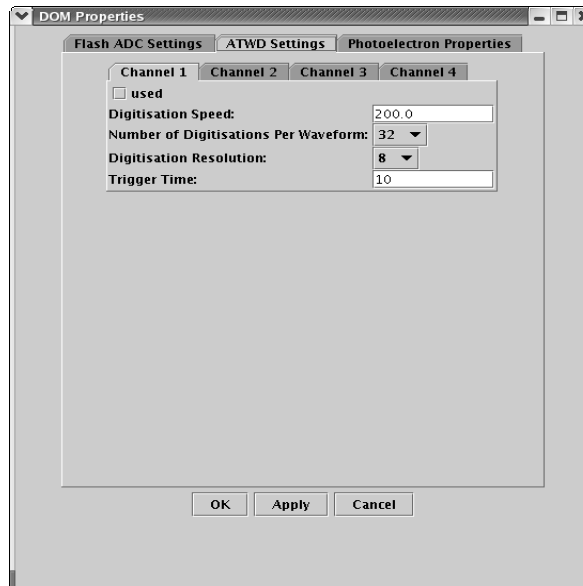 DOM Properties
Flash ADC Settings ATWD Settings Photoelectron Properties
Channel 1 Channel 2 Channel 3 Channel 4
used
Digitisation Speed: 200.0
Number of Digitisations Per Waveform: 32
Digitisation Resolution: 8
Trigger Time: 10
OK Apply Cancel